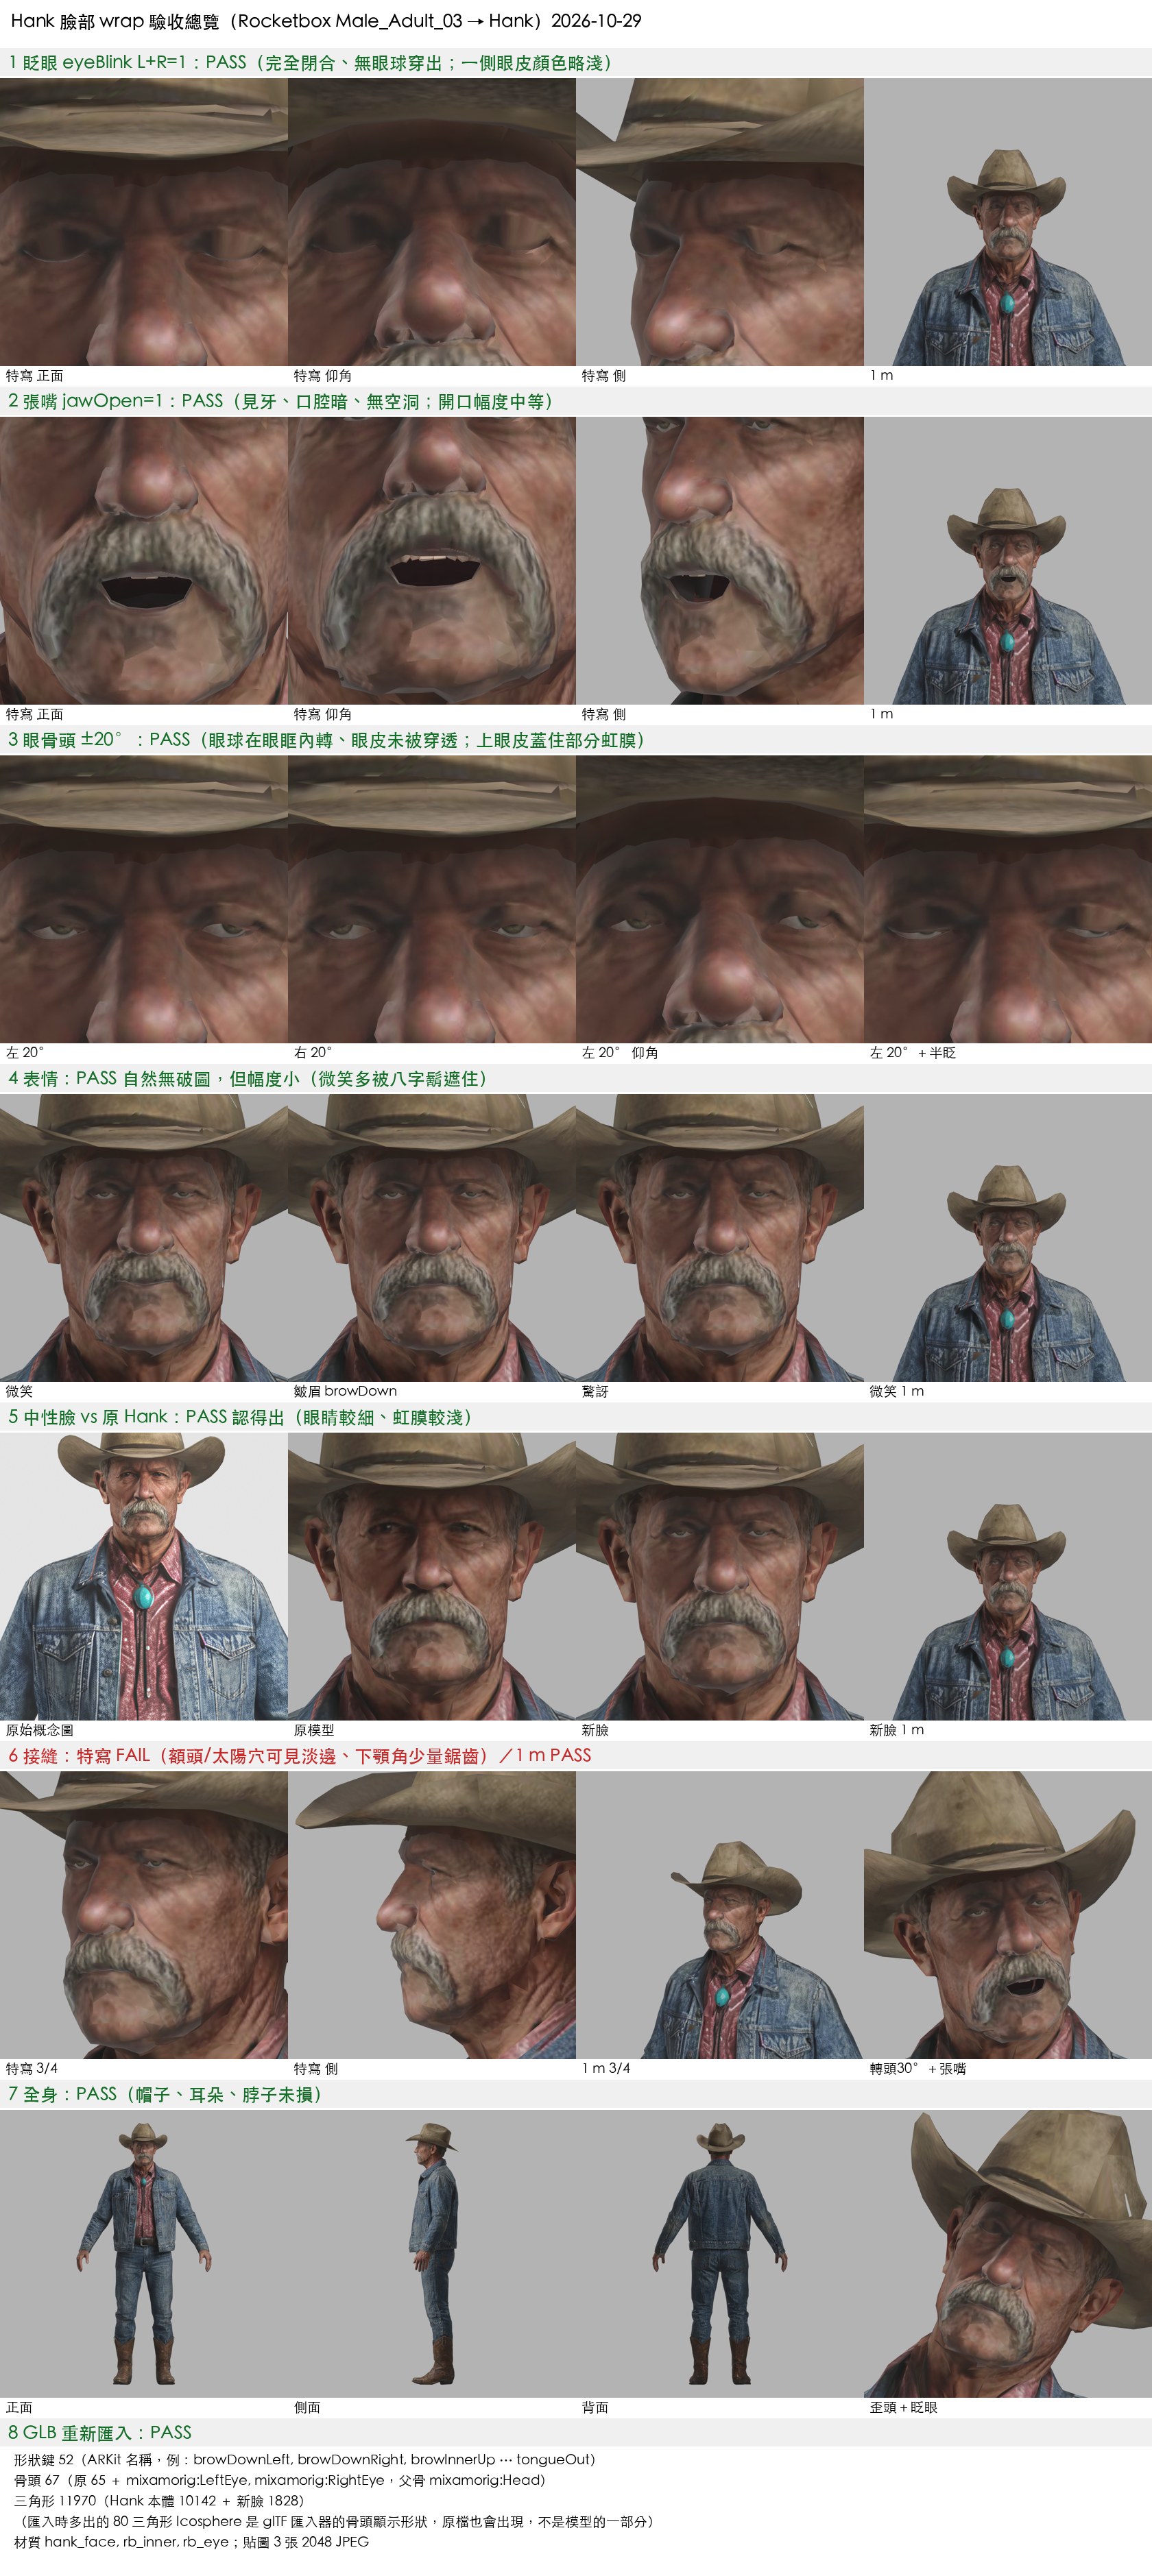 Hank 臉部 wrap 驗收總覽（Rocketbox Male_Adult_03 → Hank）2026-10-29
1 眨眼 eyeBlink L+R=1：PASS（完全閉合、無眼球穿出；一側眼皮顏色略淺）
特寫 正面
特寫 仰角
特寫 側
1 m
2 張嘴 jawOpen=1：PASS（見牙、口腔暗、無空洞；開口幅度中等）
特寫 正面
特寫 仰角
特寫 側
1 m
3 眼骨頭 ±20°：PASS（眼球在眼眶內轉、眼皮未被穿透；上眼皮蓋住部分虹膜）
左 20°
右 20°
左 20° 仰角
左 20° + 半眨
4 表情：PASS 自然無破圖，但幅度小（微笑多被八字鬍遮住）
微笑
皺眉 browDown
驚訝
微笑 1 m
5 中性臉 vs 原 Hank：PASS 認得出（眼睛較細、虹膜較淺）
原始概念圖
原模型
新臉
新臉 1 m
6 接縫：特寫 FAIL（額頭/太陽穴可見淡邊、下顎角少量鋸齒）／1 m PASS
特寫 3/4
特寫 側
1 m 3/4
轉頭30° + 張嘴
7 全身：PASS（帽子、耳朵、脖子未損）
正面
側面
背面
歪頭 + 眨眼
8 GLB 重新匯入：PASS
形狀鍵 52（ARKit 名稱，例：browDownLeft, browDownRight, browInnerUp … tongueOut）
骨頭 67（原 65 + mixamorig:LeftEye, mixamorig:RightEye，父骨 mixamorig:Head）
三角形 11970（Hank 本體 10142 + 新臉 1828）
（匯入時多出的 80 三角形 Icosphere 是 glTF 匯入器的骨頭顯示形狀，原檔也會出現，不是模型的一部分）
材質 hank_face, rb_inner, rb_eye；貼圖 3 張 2048 JPEG